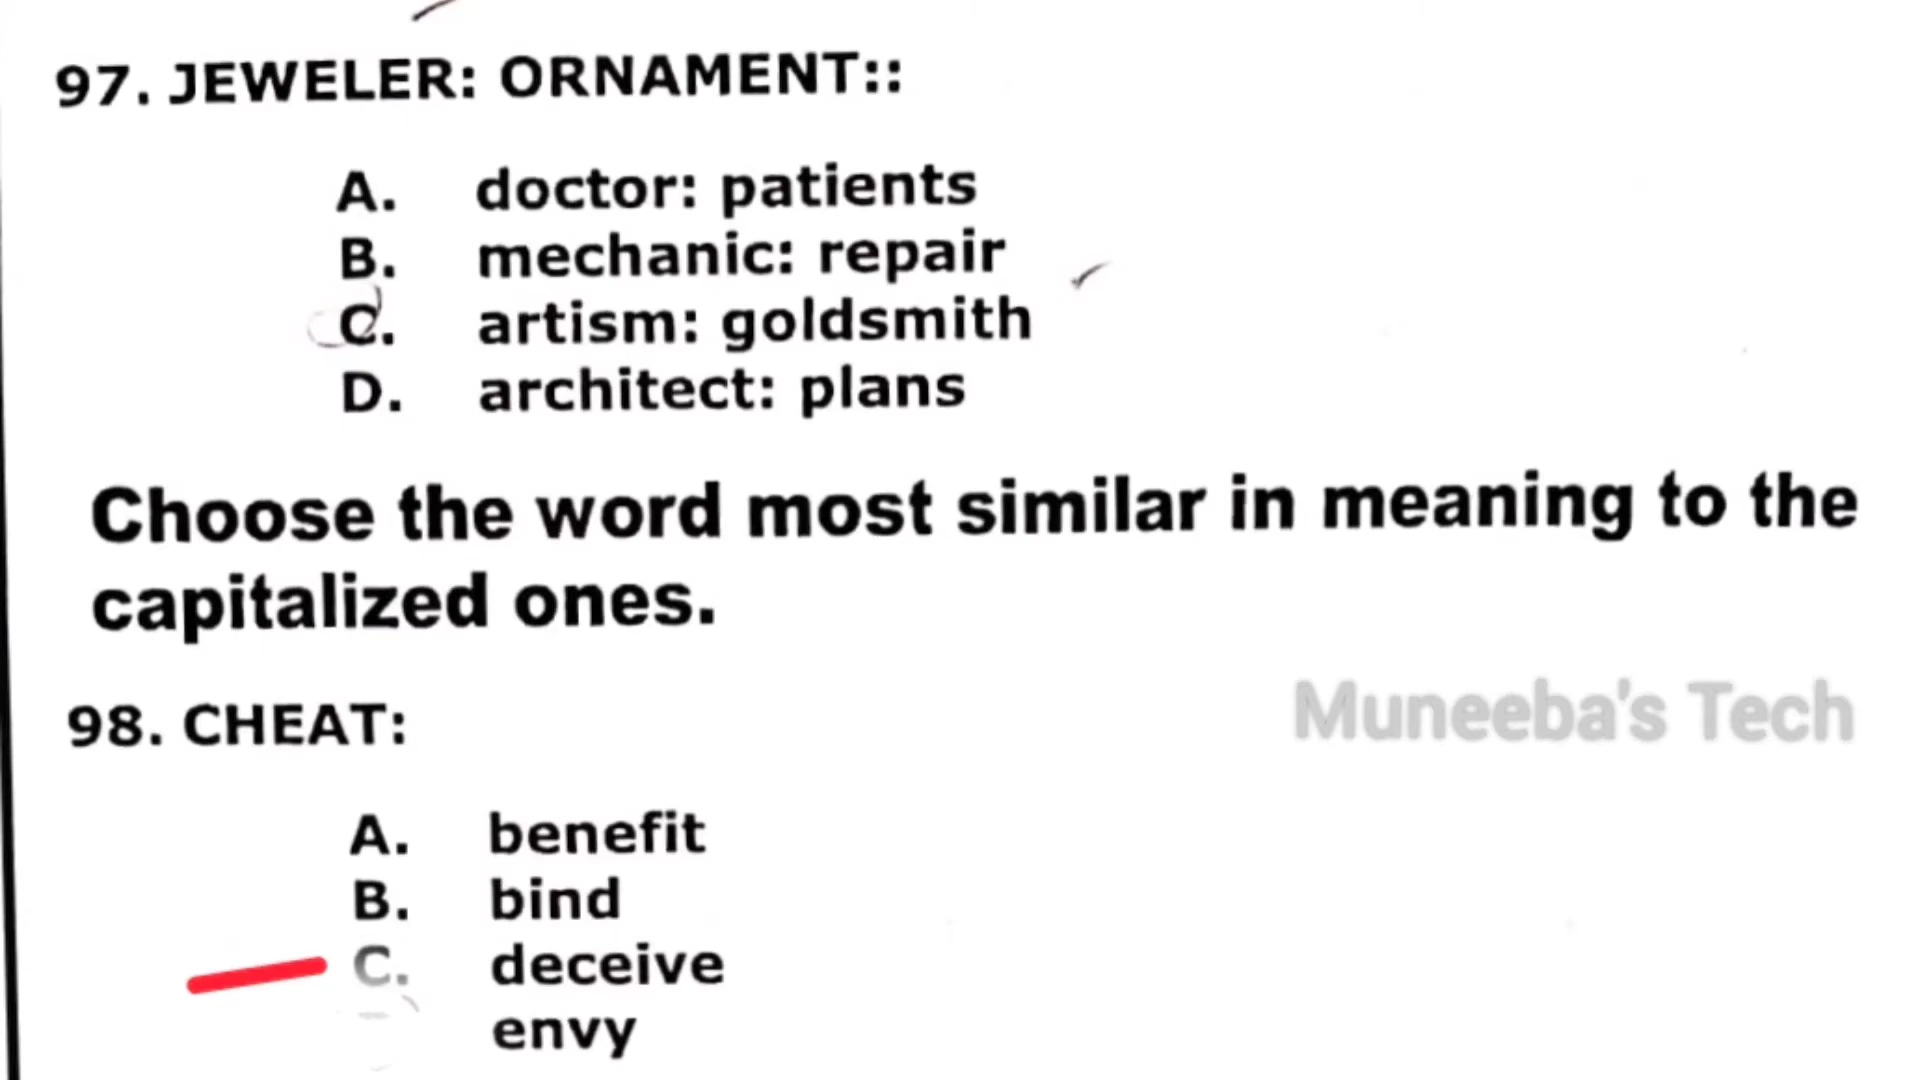 97. JEWELER: ORNAMENT::
A. doctor: patients
B. mechanic: repair
C. artism: goldsmith
D. architect: plans
Choose the word most similar in meaning to the
capitalized ones.
98. CHEAT:
Muneeba's Tech
A. benefit
B. bind
C. deceive
envy